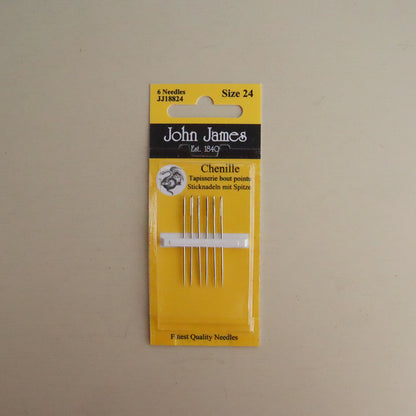 6 Needles
JJ18824
Size 24
John James
Est. 1840
Chenille
Tapisserie bout pointu
Sticknadeln mit Spitze
Finest Quality Needles